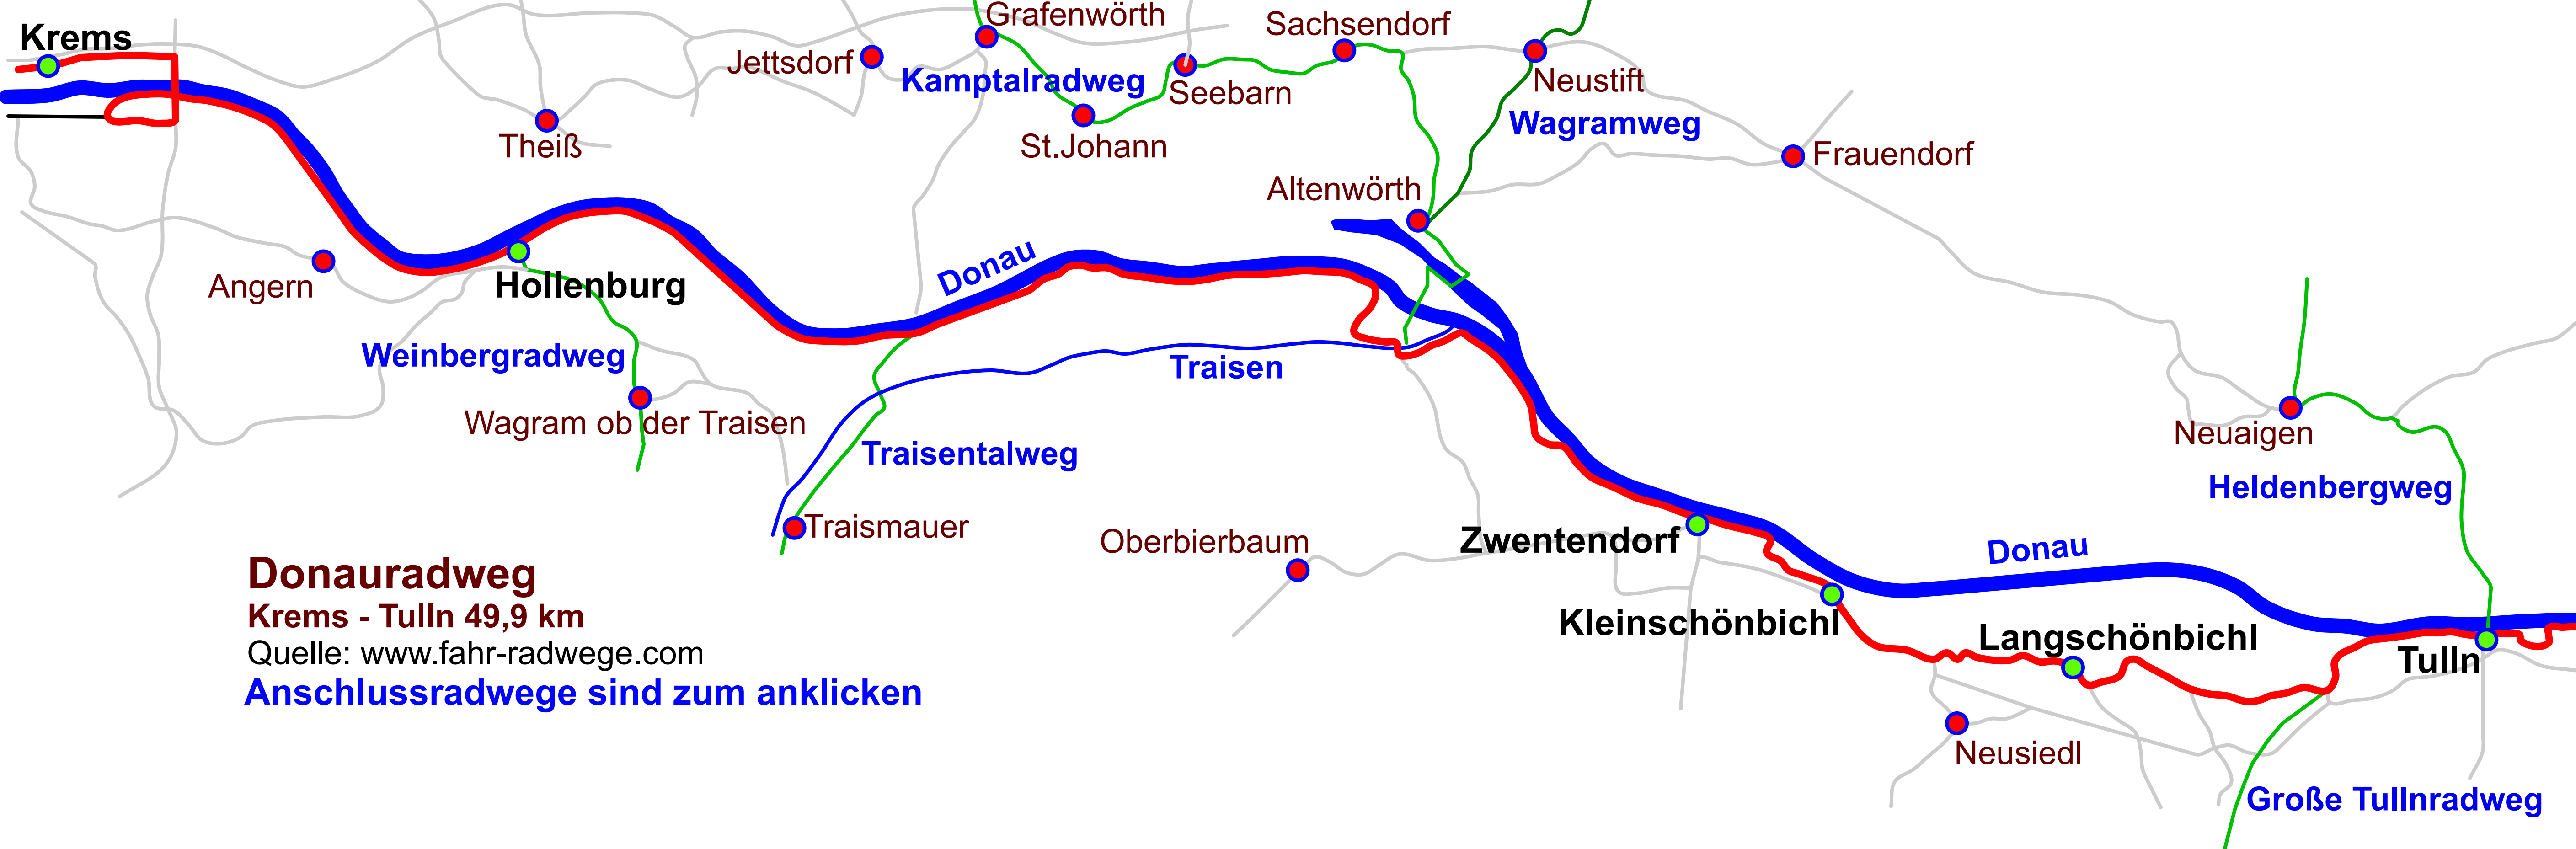 Krems
Grafenwörth
Sachsendorf
Jettsdorf
Kamptalradweg
Seebarn
Neustift
Theiß
St.Johann
Wagramweg
Frauendorf
Altenwörth
Angern
Hollenburg
Donau
Weinbergradweg
Traisen
Wagram ob der Traisen
Traisentalweg
Neuaigen
Heldenbergweg
Traismauer
Oberbierbaum
Zwentendorf
Donau
Kleinschönbichl
Langschönbichl
Tulln
Neusiedl
Große Tullnradweg
Donauradweg
Krems - Tulln 49,9 km
Quelle: www.fahr-radwege.com
Anschlussradwege sind zum anklicken